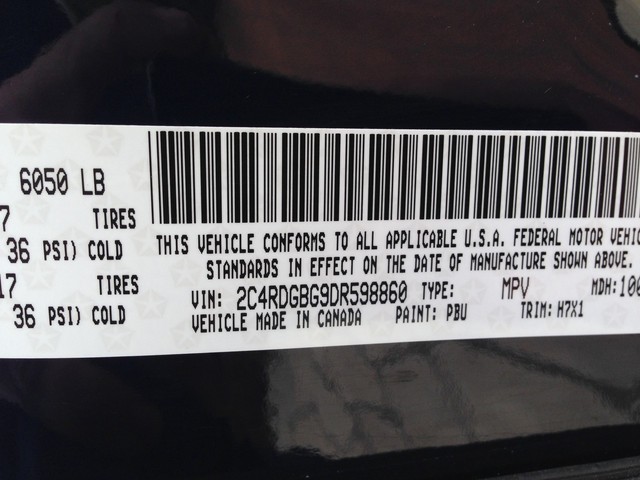 6050 LB
7 TIRES
36 PSI) COLD
17 TIRES
36 PSI) COLD
THIS VEHICLE CONFORMS TO ALL APPLICABLE U.S.A. FEDERAL MOTOR VEHIC
STANDARDS IN EFFECT ON THE DATE OF MANUFACTURE SHOWN ABOVE.
VIN: 2C4RDGBG9DR598860 TYPE: MPV MDH: 100
VEHICLE MADE IN CANADA PAINT: PBU TRIM: H7X1